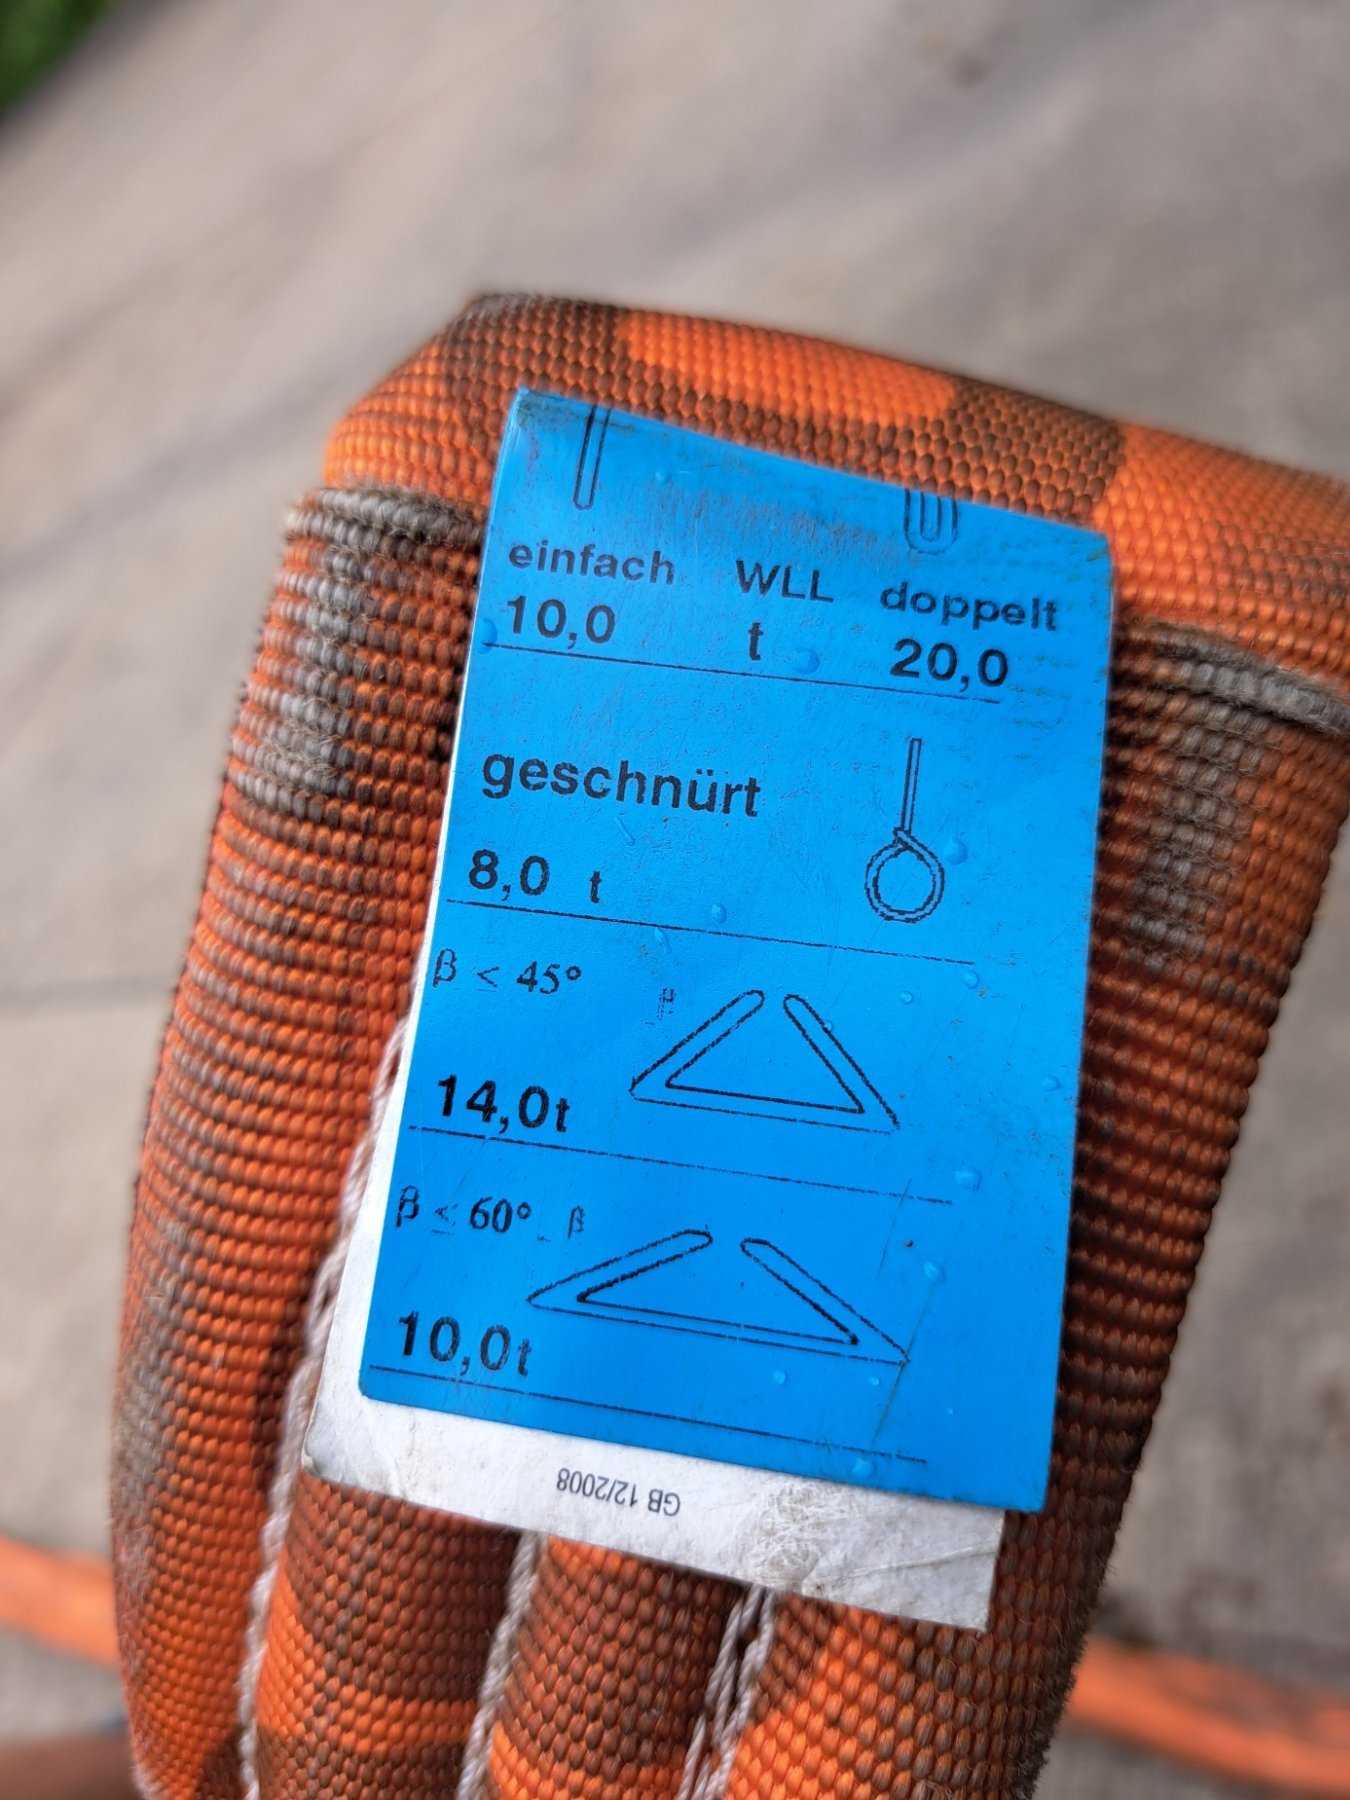 einfach WLL doppelt
10,0 t 20,0
geschnürt
8,0 t
β ≤ 45° β
14,0t
β ≤ 60° β
10,0t
GB 12/2008